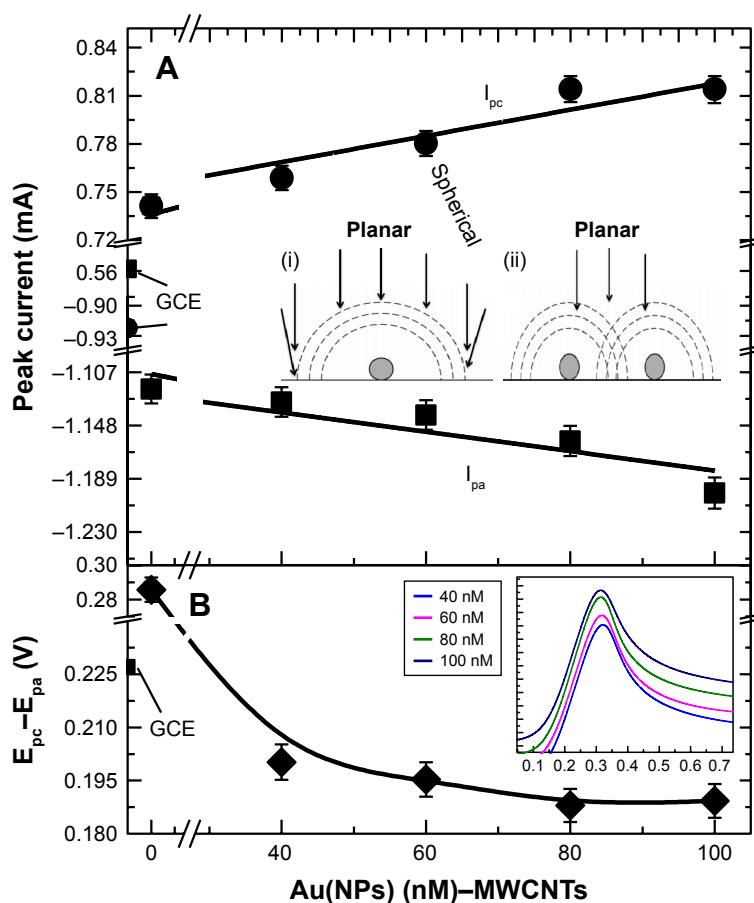 A
0.84
0.81
0.78
0.75
0.72
0.56
–0.90
–0.93
–1.107
–1.148
–1.189
–1.230
Peak current (mA)
I_pc
Spherical
Planar
Planar
(i)
(ii)
GCE
I_pa
B
0.30
0.28
0.225
0.210
0.195
0.180
E_pc–E_pa (V)
GCE
40 nM
60 nM
80 nM
100 nM
0.1 0.2 0.3 0.4 0.5 0.6 0.7
0 40 60 80 100
Au(NPs) (nM)–MWCNTs